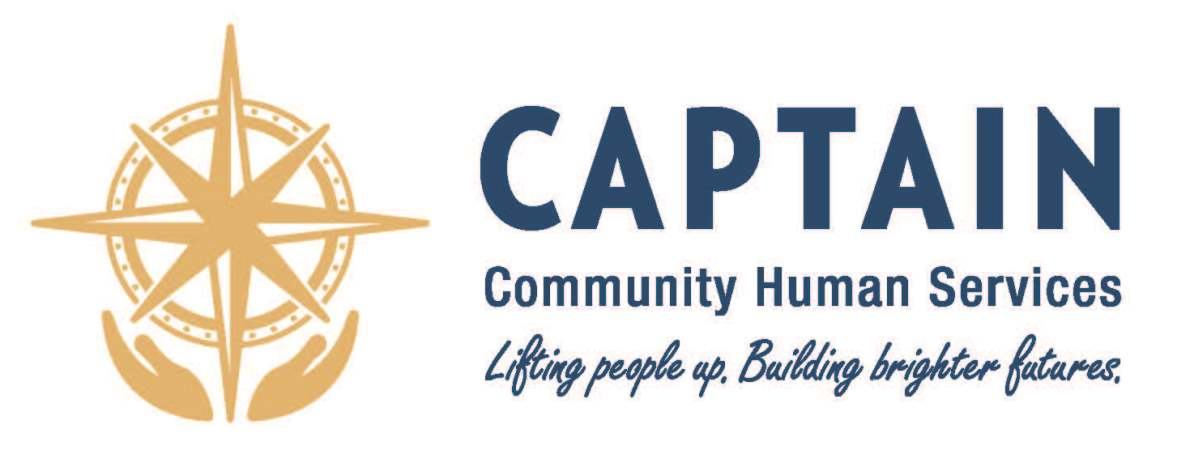 CAPTAIN
Community Human Services
Lifting people up. Building brighter futures.